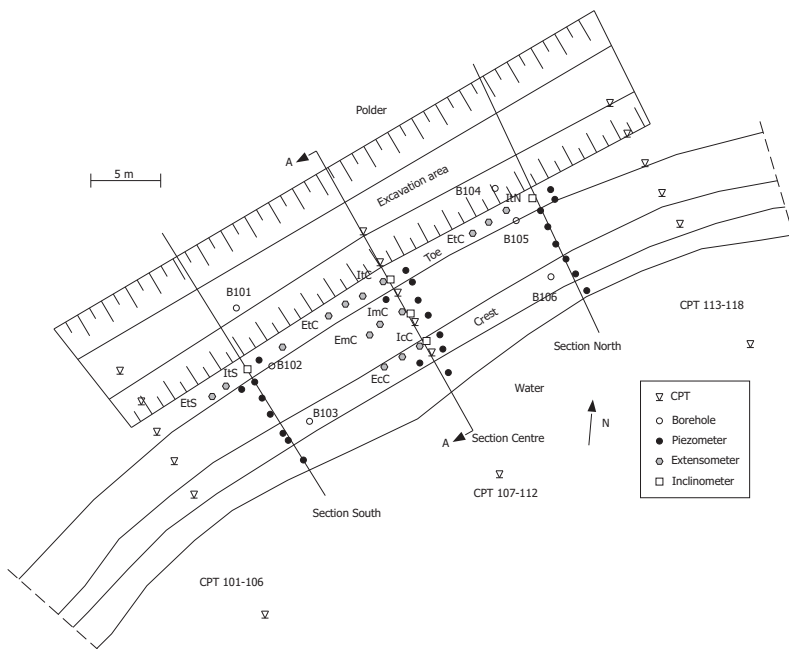 Polder
A
5 m
Excavation area
B104
ItN
EtC
B105
Toe
ItC
B101
EtC
ImC
EmC
IcC
Crest
B106
CPT 113-118
Section North
ItS
B102
EtS
EcC
B103
Water
N
A
Section Centre
CPT 107-112
Section South
CPT 101-106
CPT
Borehole
Piezometer
Extensometer
Inclinometer